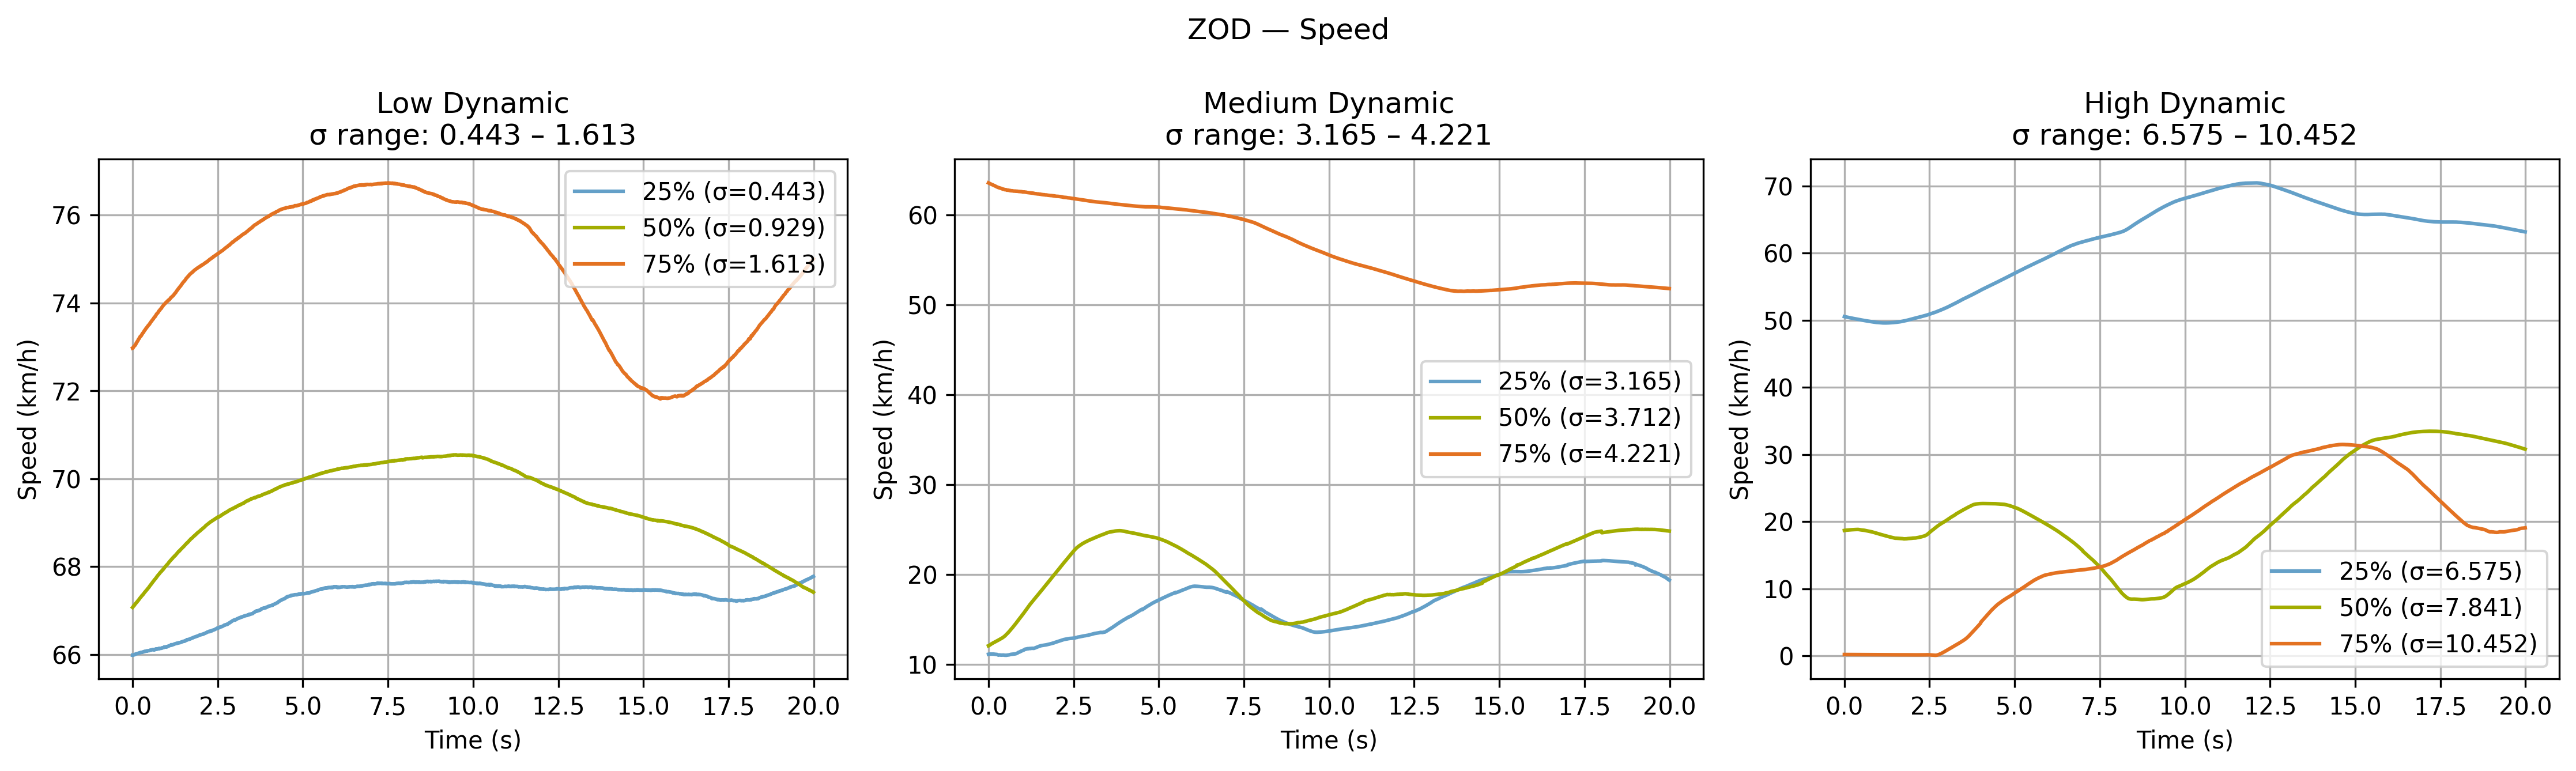 ZOD — Speed
Low Dynamic
σ range: 0.443 – 1.613
Speed (km/h)
76
74
72
70
68
66
25% (σ=0.443)
50% (σ=0.929)
75% (σ=1.613)
0.0 2.5 5.0 7.5 10.0 12.5 15.0 17.5 20.0
Time (s)
Medium Dynamic
σ range: 3.165 – 4.221
Speed (km/h)
60
50
40
30
20
10
25% (σ=3.165)
50% (σ=3.712)
75% (σ=4.221)
0.0 2.5 5.0 7.5 10.0 12.5 15.0 17.5 20.0
Time (s)
High Dynamic
σ range: 6.575 – 10.452
Speed (km/h)
70
60
50
40
30
20
10
0
25% (σ=6.575)
50% (σ=7.841)
75% (σ=10.452)
0.0 2.5 5.0 7.5 10.0 12.5 15.0 17.5 20.0
Time (s)